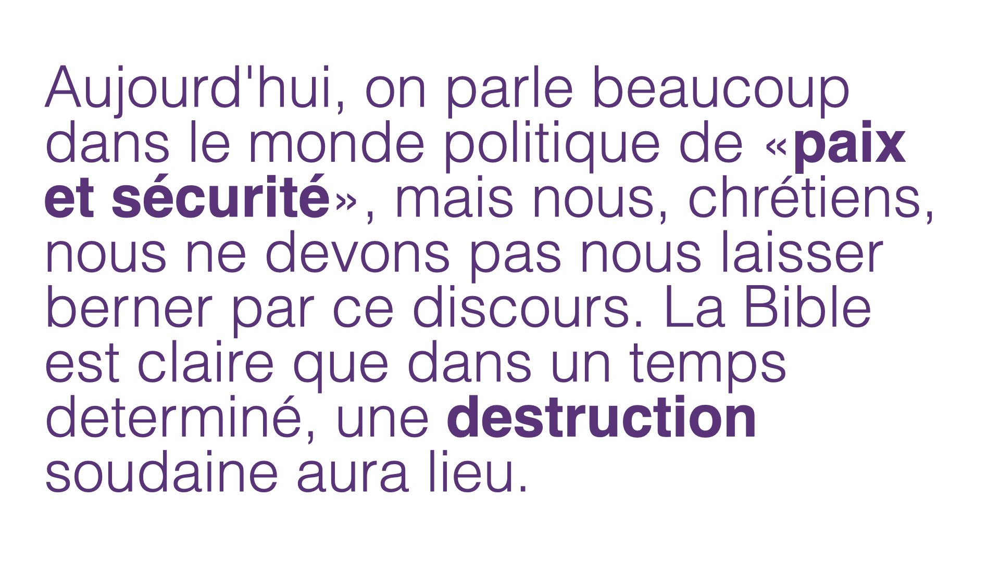 Aujourd'hui, on parle beaucoup
dans le monde politique de «paix
et sécurité», mais nous, chrétiens,
nous ne devons pas nous laisser
berner par ce discours. La Bible
est claire que dans un temps
determiné, une destruction
soudaine aura lieu.